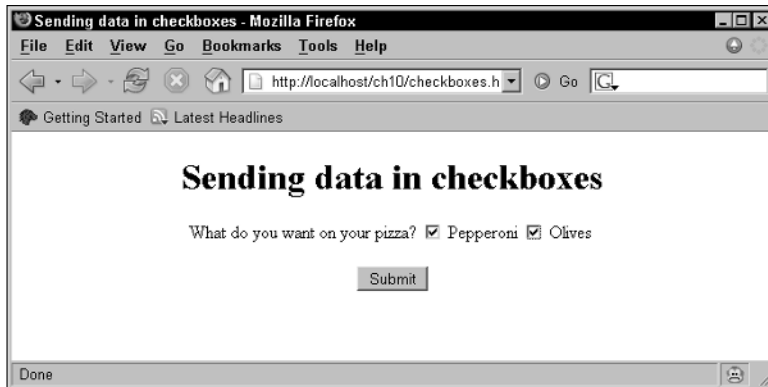 Sending data in checkboxes - Mozilla Firefox
File Edit View Go Bookmarks Tools Help
http://localhost/ch10/checkboxes.h Go G
Getting Started Latest Headlines
Sending data in checkboxes
What do you want on your pizza? Pepperoni Olives
Submit
Done